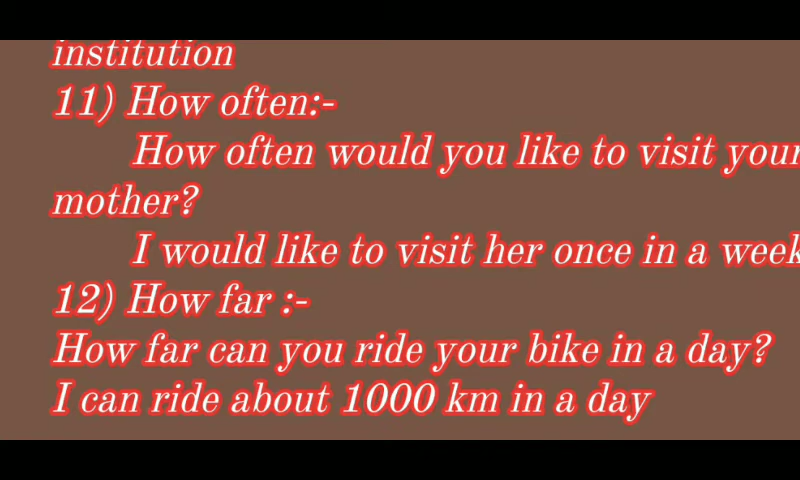 institution
11) How often:-
How often would you like to visit your
mother?
I would like to visit her once in a week
12) How far :-
How far can you ride your bike in a day?
I can ride about 1000 km in a day